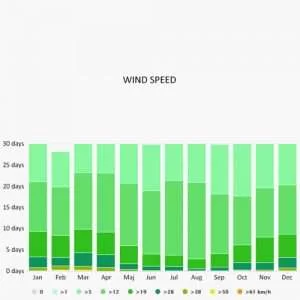 WIND SPEED
30 days
25 days
20 days
15 days
10 days
5 days
0 days
Jan Feb Mar Apr May Jun Jul Aug Sep Oct Nov Dec
0 >1 >5 >12 >19 >28 >38 >50 >61 km/h